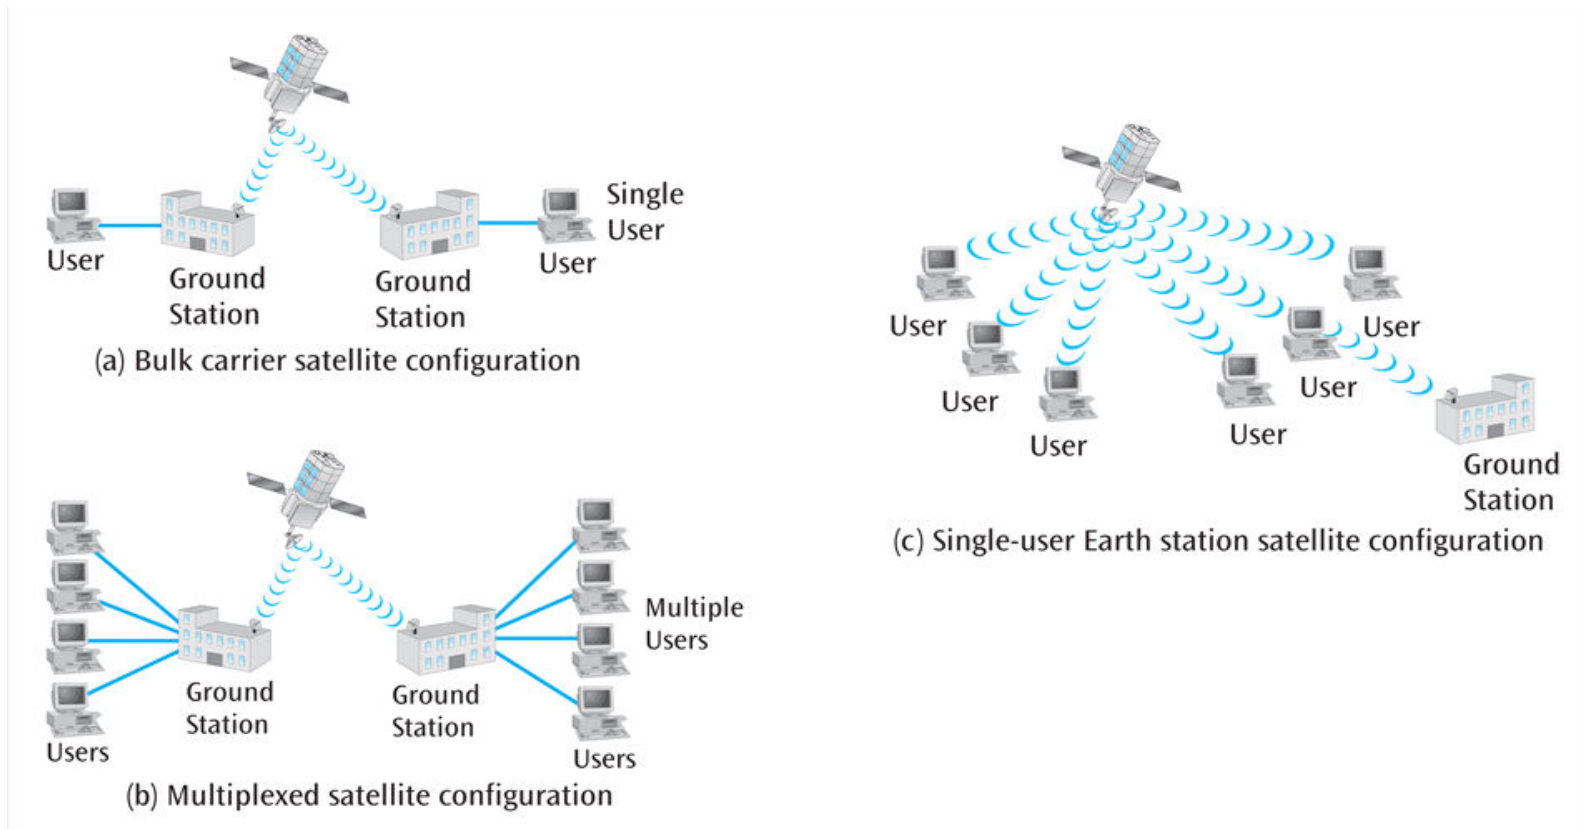 Single
User
User
Ground
Station
Ground
Station
User
(a) Bulk carrier satellite configuration
Multiple
Users
Ground
Station
Ground
Station
Users
Users
(b) Multiplexed satellite configuration
User
User
User
User
User
User
Ground
Station
(c) Single-user Earth station satellite configuration